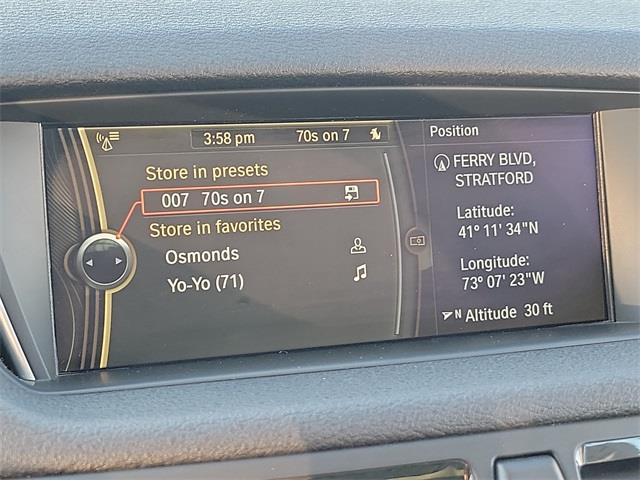 3:58 pm 70s on 7
Store in presets
007 70s on 7
Store in favorites
Osmonds
Yo-Yo (71)
Position
FERRY BLVD,
STRATFORD
Latitude:
41° 11' 34"N
Longitude:
73° 07' 23"W
N Altitude 30 ft